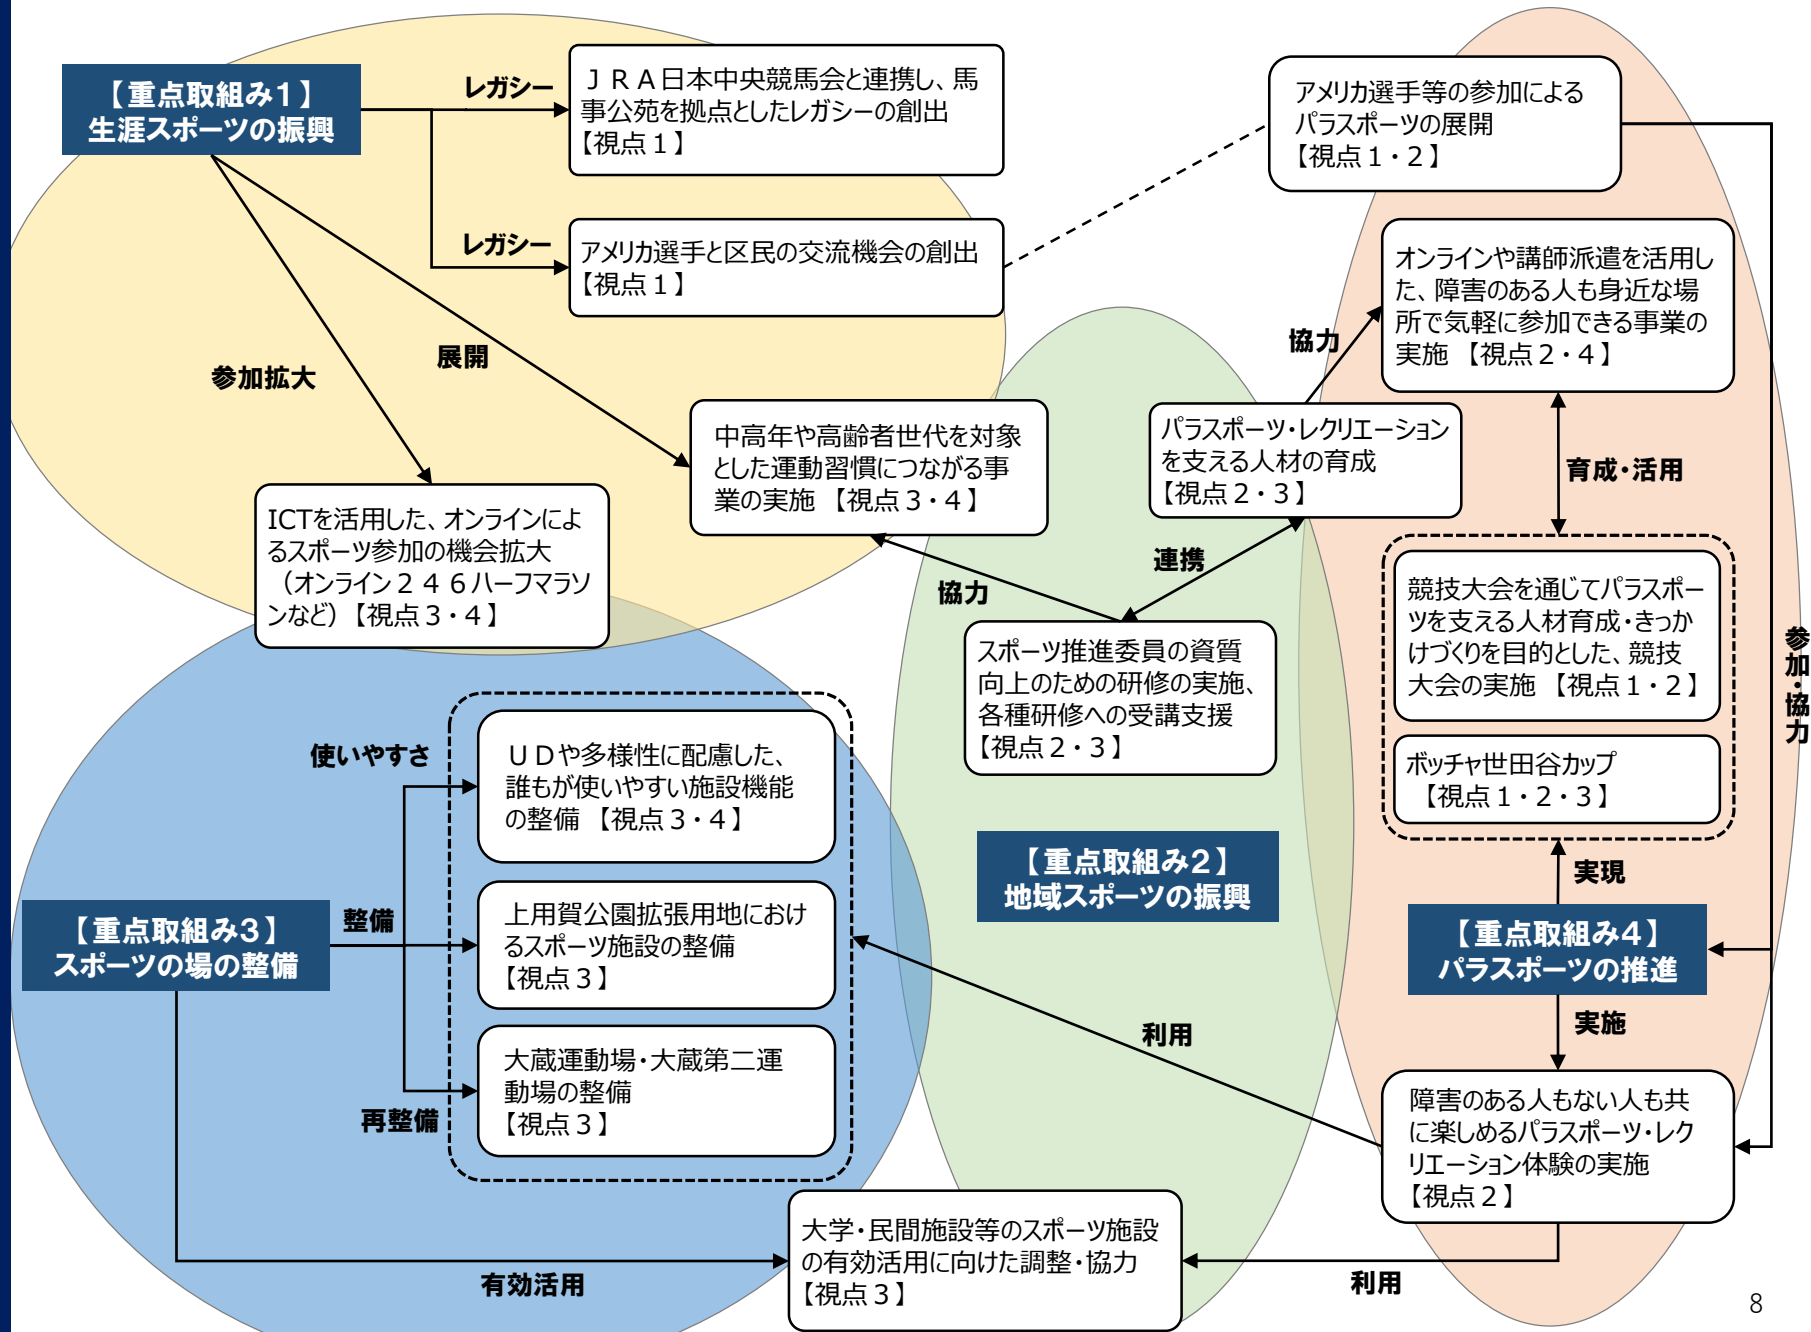 【重点取組み１】
生涯スポーツの振興
レガシー
ＪＲＡ日本中央競馬会と連携し、馬
事公苑を拠点としたレガシーの創出
【視点１】
レガシー
アメリカ選手と区民の交流機会の創出
【視点１】
アメリカ選手等の参加による
パラスポーツの展開
【視点１・２】
オンラインや講師派遣を活用し
た、障害のある人も身近な場
所で気軽に参加できる事業の
実施 【視点２・４】
協力
展開
参加拡大
中高年や高齢者世代を対象
とした運動習慣につながる事
業の実施 【視点３・４】
パラスポーツ・レクリエーション
を支える人材の育成
【視点２・３】
育成・活用
ICTを活用した、オンラインによ
るスポーツ参加の機会拡大
（オンライン２４６ハーフマラソ
ンなど）【視点３・４】
連携
協力
競技大会を通じてパラスポー
ツを支える人材育成・きっか
けづくりを目的とした、競技
大会の実施 【視点１・２】
参加・協力
スポーツ推進委員の資質
向上のための研修の実施、
各種研修への受講支援
【視点２・３】
ボッチャ世田谷カップ
【視点１・２・３】
使いやすさ
ＵＤや多様性に配慮した、
誰もが使いやすい施設機能
の整備 【視点３・４】
【重点取組み２】
地域スポーツの振興
実現
【重点取組み３】
スポーツの場の整備
整備
上用賀公園拡張用地におけ
るスポーツ施設の整備
【視点３】
【重点取組み４】
パラスポーツの推進
実施
利用
大蔵運動場・大蔵第二運
動場の整備
【視点３】
再整備
障害のある人もない人も共
に楽しめるパラスポーツ・レク
リエーション体験の実施
【視点２】
大学・民間施設等のスポーツ施設
の有効活用に向けた調整・協力
【視点３】
有効活用
利用
8